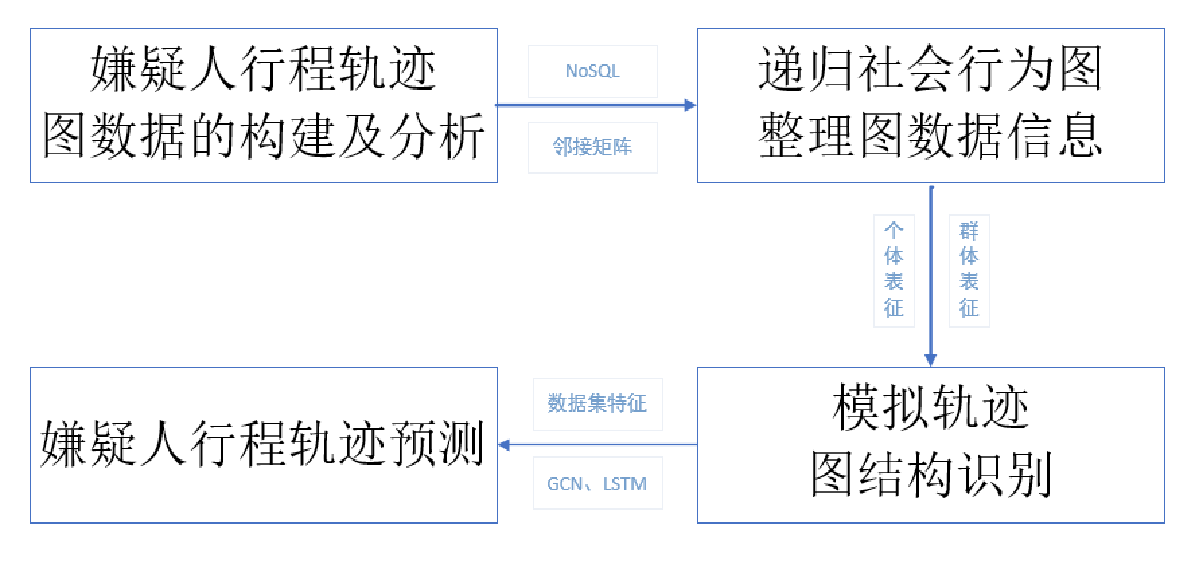 嫌疑人行程轨迹
图数据的构建及分析
NoSQL
邻接矩阵
递归社会行为图
整理图数据信息
个体表征
群体表征
模拟轨迹
图结构识别
数据集特征
GCN、LSTM
嫌疑人行程轨迹预测